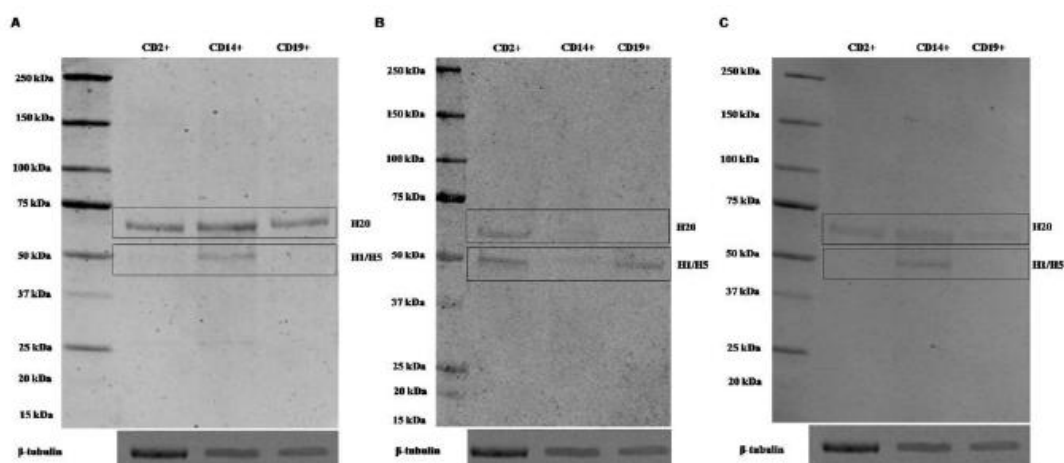 A
CD2+ CD14+ CD19+
250 kDa
150 kDa
100 kDa
75 kDa
H20
50 kDa
H1/H5
37 kDa
25 kDa
20 kDa
15 kDa
β-tubulin
B
CD2+ CD14+ CD19+
250 kDa
150 kDa
100 kDa
75 kDa
H20
50 kDa
H1/H5
37 kDa
25 kDa
20 kDa
15 kDa
β-tubulin
C
CD2+ CD14+ CD19+
250 kDa
150 kDa
100 kDa
75 kDa
H20
50 kDa
H1/H5
37 kDa
25 kDa
20 kDa
β-tubulin